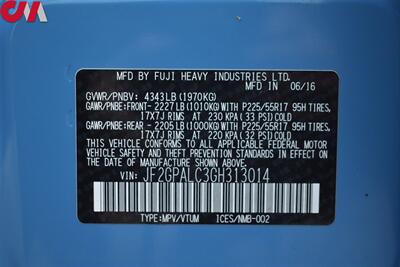 MXC
MFD. BY FUJI HEAVY INDUSTRIES LTD.
GVWR/PNBV: 4343LB (1970KG) MADE IN 06/16
GAWR/PNBE:FRONT- 2227LB (1010KG)WITH P225/55R17 95H TIRES,
17X7J RIMS AT 230 KPA (33 PSI)COLD
GAWR/PNBE:REAR - 2205LB (1000KG)WITH P225/55R17 95H TIRES,
17X7J RIMS AT 220 KPA (32 PSI)COLD
THIS VEHICLE CONFORMS TO ALL APPLICABLE FEDERAL MOTOR
VEHICLE SAFETY STANDARDS IN EFFECT ON THE DATE OF
MANUFACTURE SHOWN ABOVE.
VIN: JF2GPALC3GH313014
TYPE:MPV/VTUM ICES/NMB-002